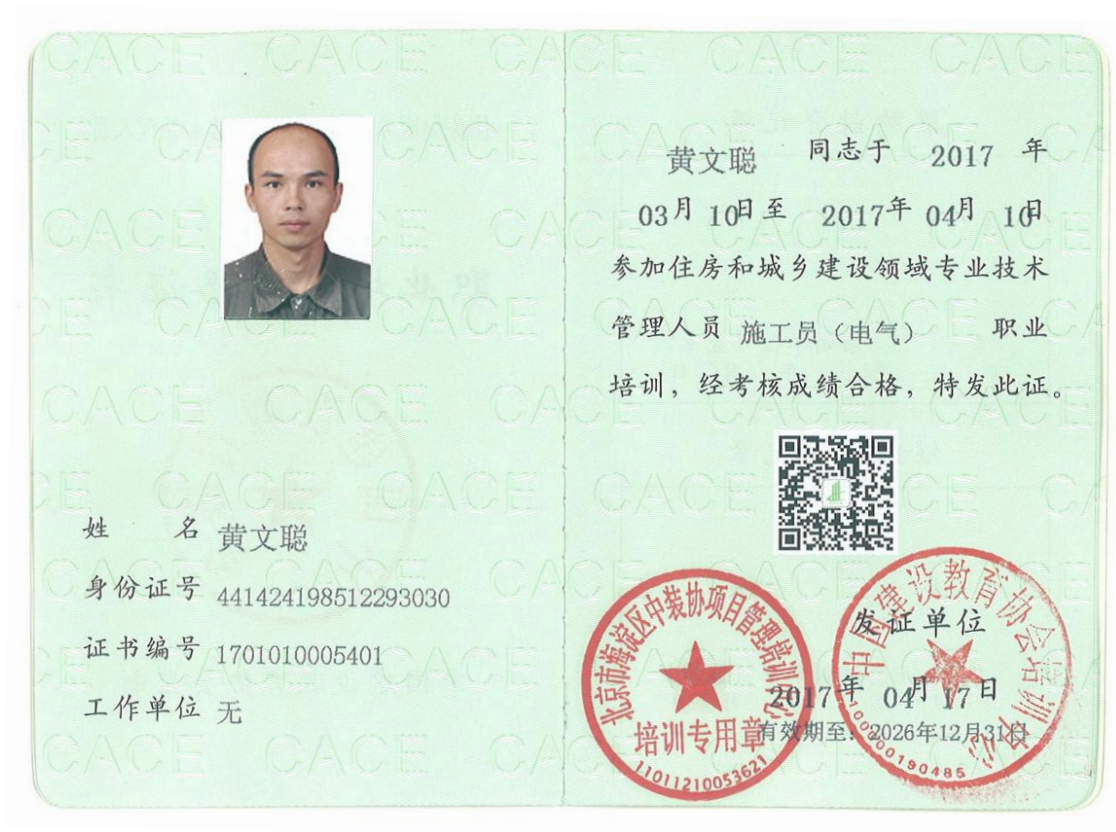 姓 名 黄文聪
身份证号 441424198512293030
证书编号 1701010005401
工作单位 无
黄文聪 同志于 2017 年
03月 10日至 2017年 04月 10日
参加住房和城乡建设领域专业技术
管理人员 施工员（电气） 职业
培训，经考核成绩合格，特发此证。
发证单位
2017年 04月 17日
有效期至：2026年12月31日
北京市海淀区中装协项目管理培训中心
培训专用章
11011210053621
中国建设教育协会培训中心
100000190485
CACE